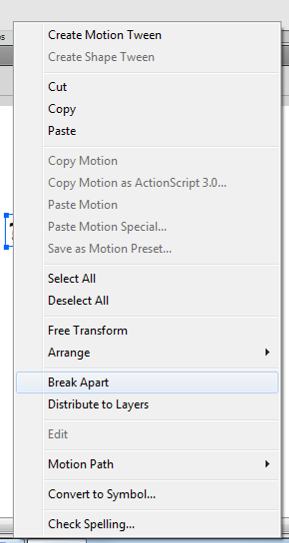 Create Motion Tween
Create Shape Tween
Cut
Copy
Paste
Copy Motion
Copy Motion as ActionScript 3.0...
Paste Motion
Paste Motion Special...
Save as Motion Preset...
Select All
Deselect All
Free Transform
Arrange
Break Apart
Distribute to Layers
Edit
Motion Path
Convert to Symbol...
Check Spelling...